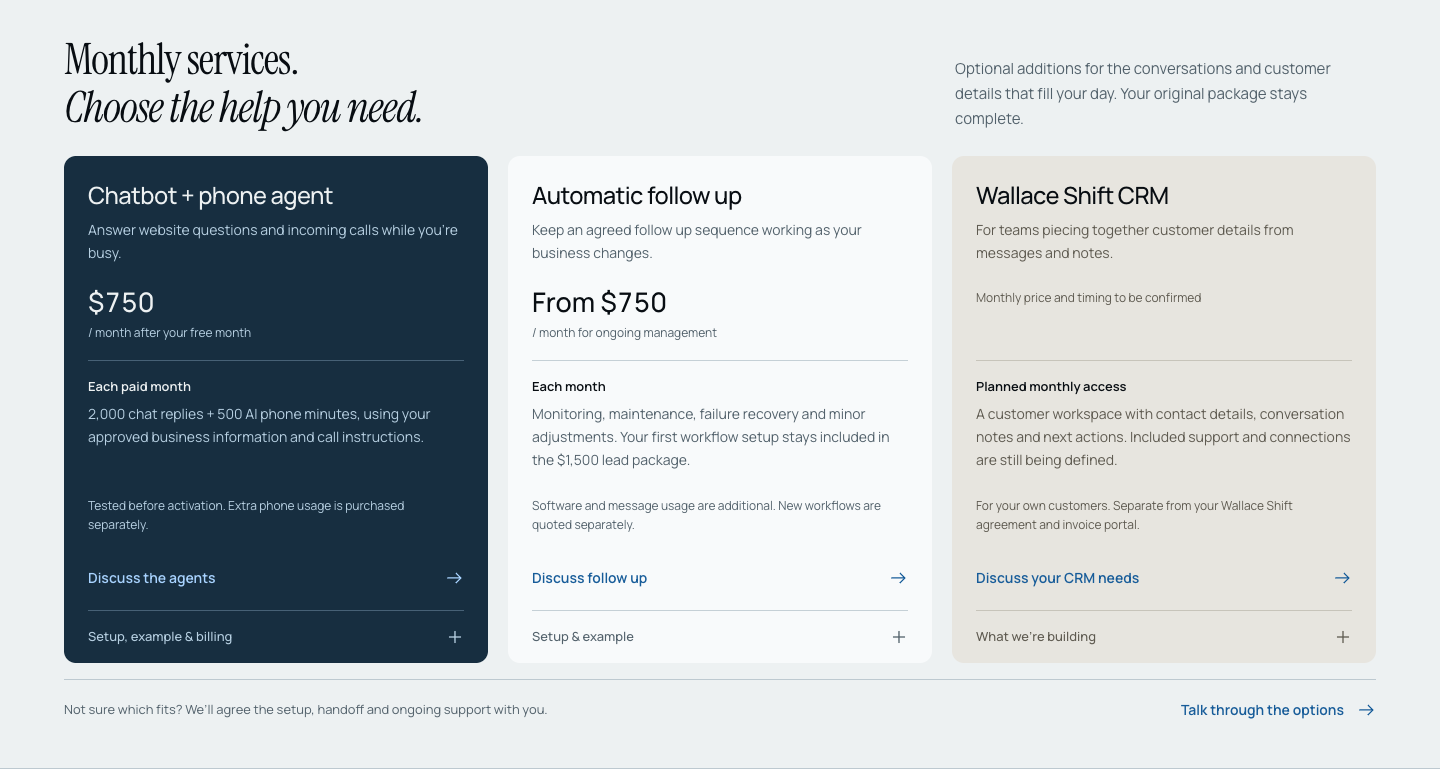 Monthly services.
Choose the help you need.
Optional additions for the conversations and customer
details that fill your day. Your original package stays
complete.
Chatbot + phone agent
Answer website questions and incoming calls while you're
busy.
$750
/ month after your free month
Each paid month
2,000 chat replies + 500 AI phone minutes, using your
approved business information and call instructions.
Tested before activation. Extra phone usage is purchased
separately.
Discuss the agents
Setup, example & billing
Automatic follow up
Keep an agreed follow up sequence working as your
business changes.
From $750
/ month for ongoing management
Each month
Monitoring, maintenance, failure recovery and minor
adjustments. Your first workflow setup stays included in
the $1,500 lead package.
Software and message usage are additional. New workflows are
quoted separately.
Discuss follow up
Setup & example
Wallace Shift CRM
For teams piecing together customer details from
messages and notes.
Monthly price and timing to be confirmed
Planned monthly access
A customer workspace with contact details, conversation
notes and next actions. Included support and connections
are still being defined.
For your own customers. Separate from your Wallace Shift
agreement and invoice portal.
Discuss your CRM needs
What we're building
Not sure which fits? We'll agree the setup, handoff and ongoing support with you.
Talk through the options